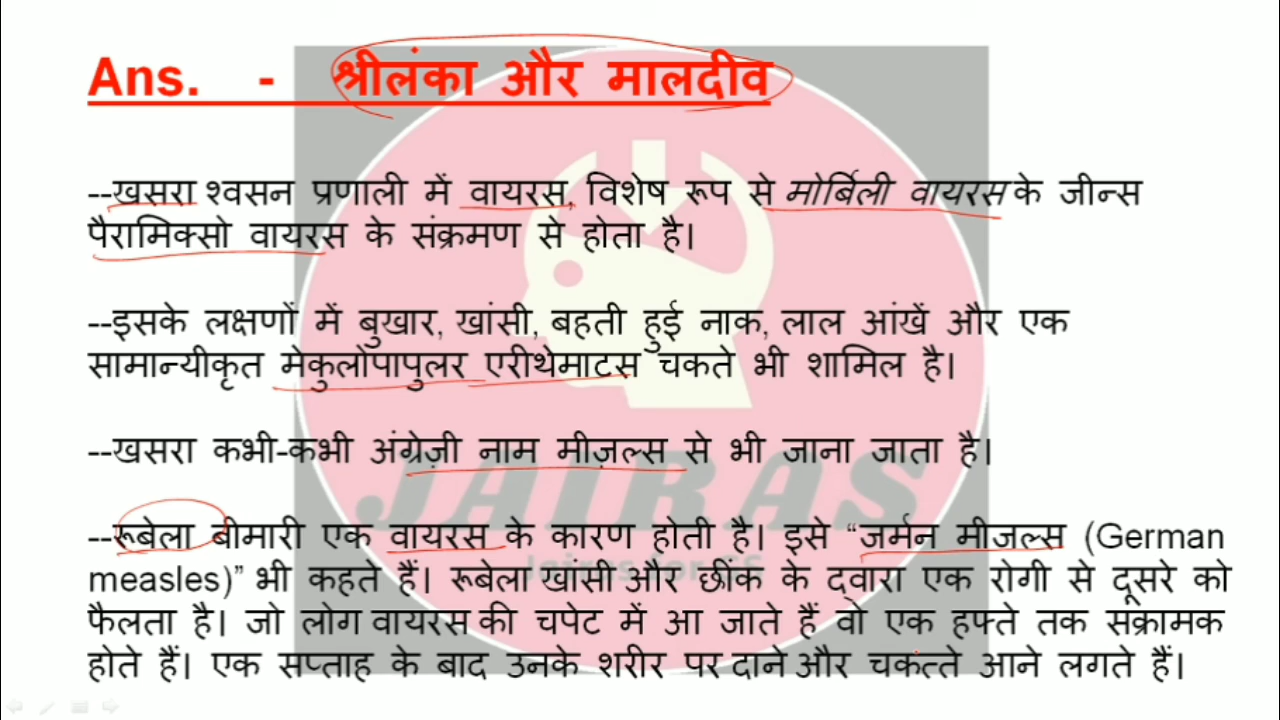 Ans. - श्रीलंका और मालदीव
--खसरा श्वसन प्रणाली में वायरस, विशेष रूप से मोर्बिली वायरस के जीन्स
पैरामिक्सो वायरस के संक्रमण से होता है।
--इसके लक्षणों में बुखार, खांसी, बहती हुई नाक, लाल आंखें और एक
सामान्यीकृत मेकुलोपापुलर एरीथेमाटस चकते भी शामिल है।
--खसरा कभी-कभी अंग्रेज़ी नाम मीज़ल्स से भी जाना जाता है।
--रूबेला बीमारी एक वायरस के कारण होती है। इसे “जर्मन मीजल्स (German
measles)” भी कहते हैं। रूबेला खांसी और छींक के द्वारा एक रोगी से दूसरे को
फैलता है। जो लोग वायरस की चपेट में आ जाते हैं वो एक हफ्ते तक संक्रामक
होते हैं। एक सप्ताह के बाद उनके शरीर पर दाने और चकत्ते आने लगते हैं।
JAIRAS